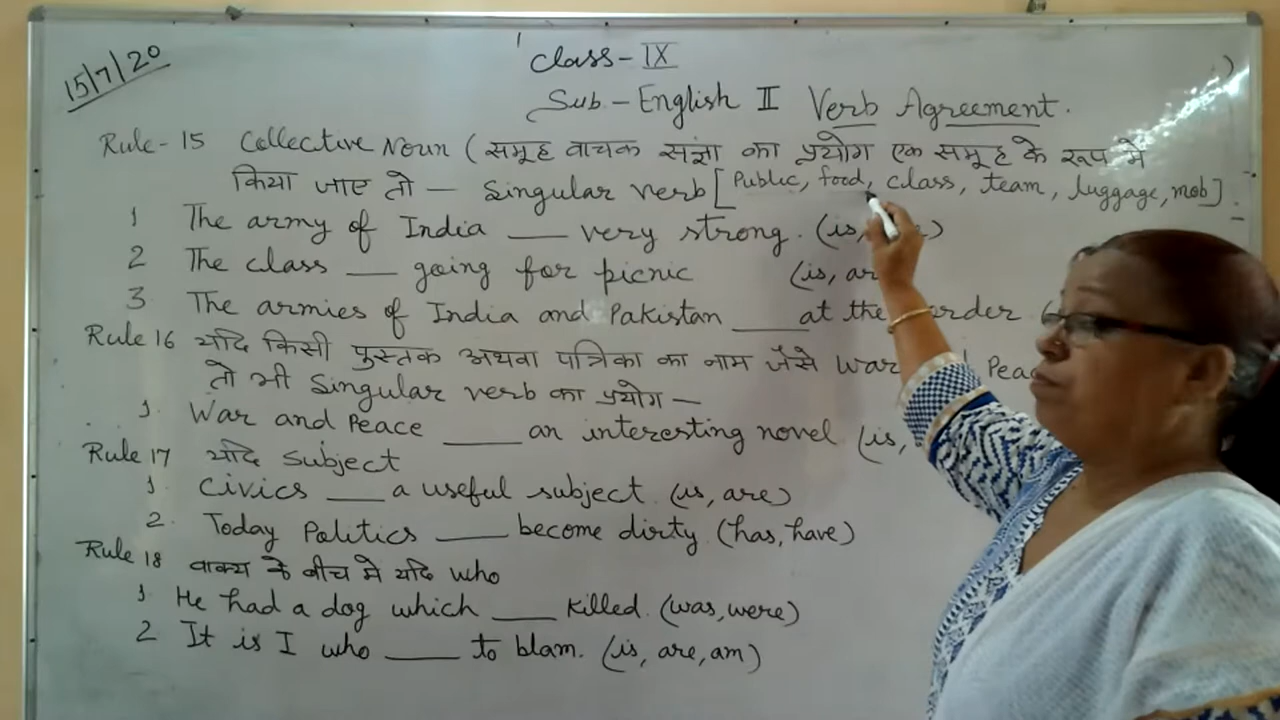 15/7/20
Class - IX
Sub - English II Verb Agreement.
Rule - 15 Collective Noun (समूह वाचक संज्ञा का प्रयोग एक समूह के रूप मे
किया जाए तो - Singular verb [Public, food, class, team, luggage, mob].
1 The army of India ___ very strong. (is,
2 The class ___ going for picnic (is, ar
3 The armies of India and Pakistan ___ at the
Rule 16 यदि किसी पुस्तक अथवा पत्रिका का नाम जैसे War Peac
तो भी Singular verb का प्रयोग -
1. War and Peace ___ an interesting novel (is,
Rule 17 यदि Subject
1. Civics ___ a useful subject. (is, are)
2. Today Politics ___ become dirty. (has, have)
Rule 18 वाक्य के बीच मे यदि who
1 He had a dog which ___ killed. (was, were)
2 It is I who ___ to blam. (is, are, am)